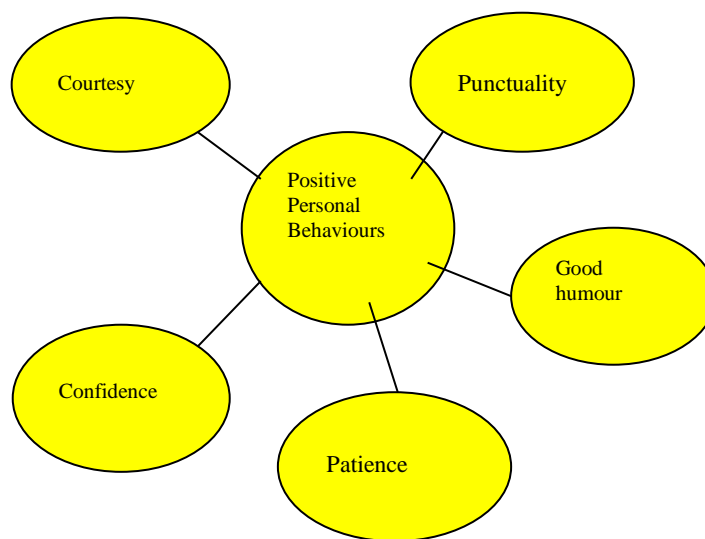 Courtesy
Punctuality
Positive
Personal
Behaviours
Good
humour
Confidence
Patience